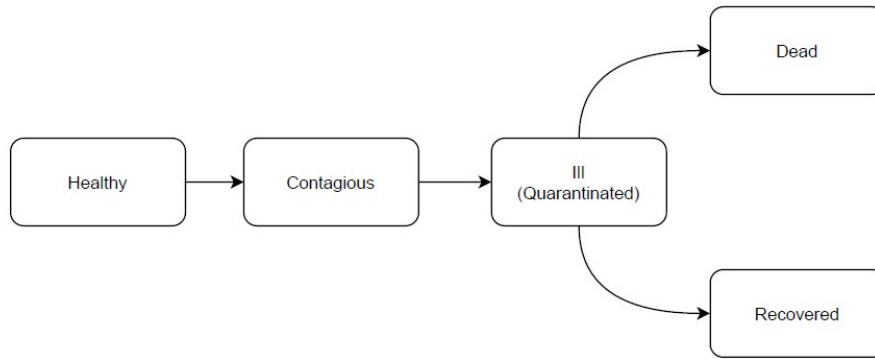 Dead
Healthy
Contagious
Ill
(Quarantinated)
Recovered